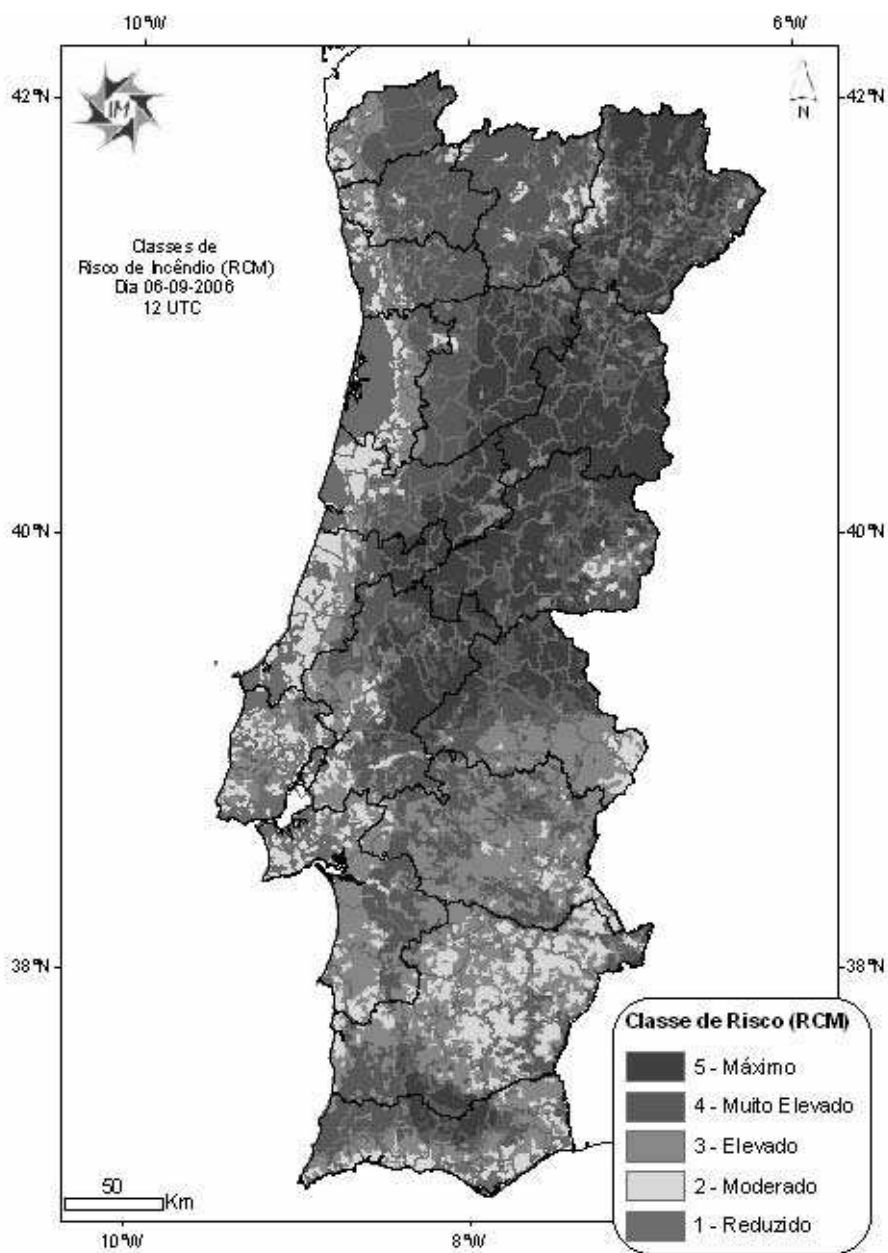 10°W
6°W
42°N
42°N
IM
N
Classes de
Risco de Incêndio (RCM)
Dia 06-09-2006
12 UTC
40°N
40°N
38°N
38°N
Classe de Risco (RCM)
5 - Máximo
4 - Muito Elevado
3 - Elevado
2 - Moderado
1 - Reduzido
50
Km
10°W
8°W